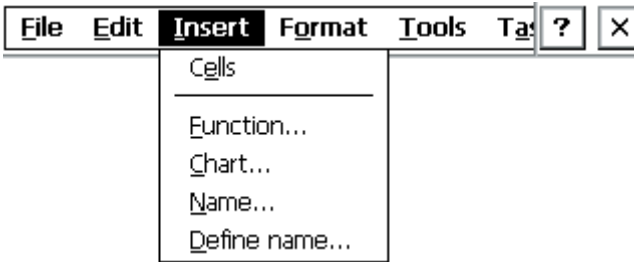 File Edit Insert Format Tools Ta ? ×
Cells
Function...
Chart...
Name...
Define name...